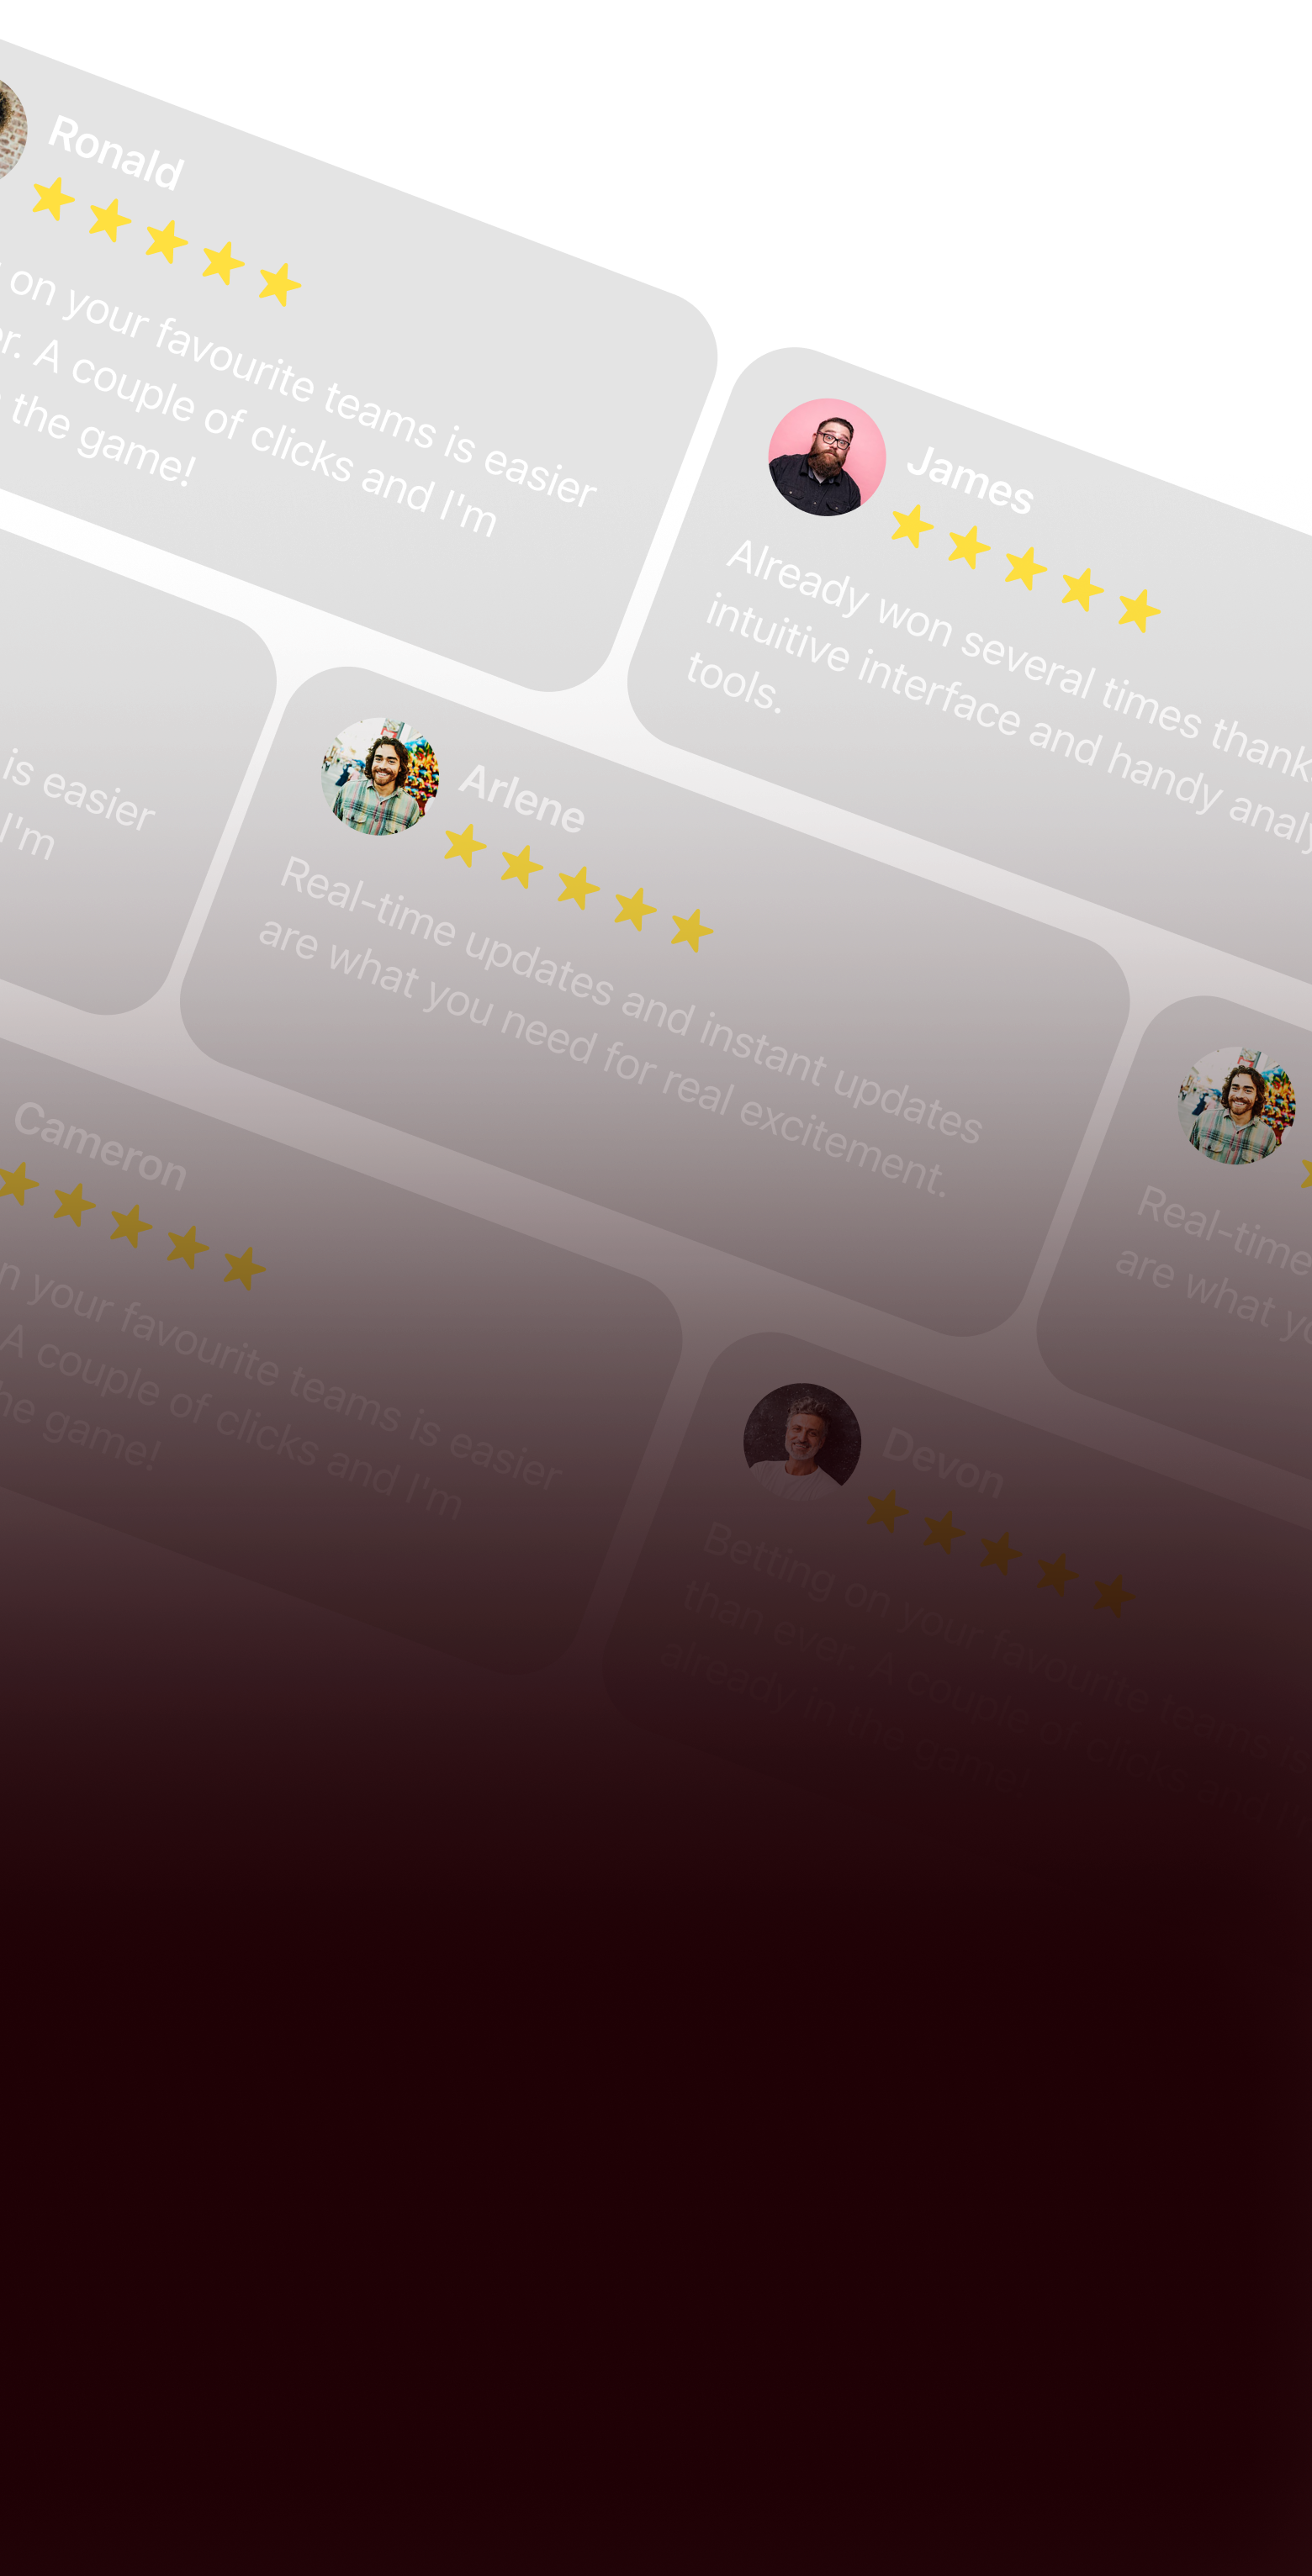 Ronald
on your favourite teams is easier
A couple of clicks and I'm
the game!
James
Already won several times
intuitive interface and handy
tools.
is easier
I'm
Arlene
Real-time updates and instant updates
are what you need for real excitement.
Real-time
are what
Cameron
your favourite teams is easier
A couple of clicks and I'm
game!
Devon
Betting on your favourite teams is
than ever. A couple of clicks and
already in the game!